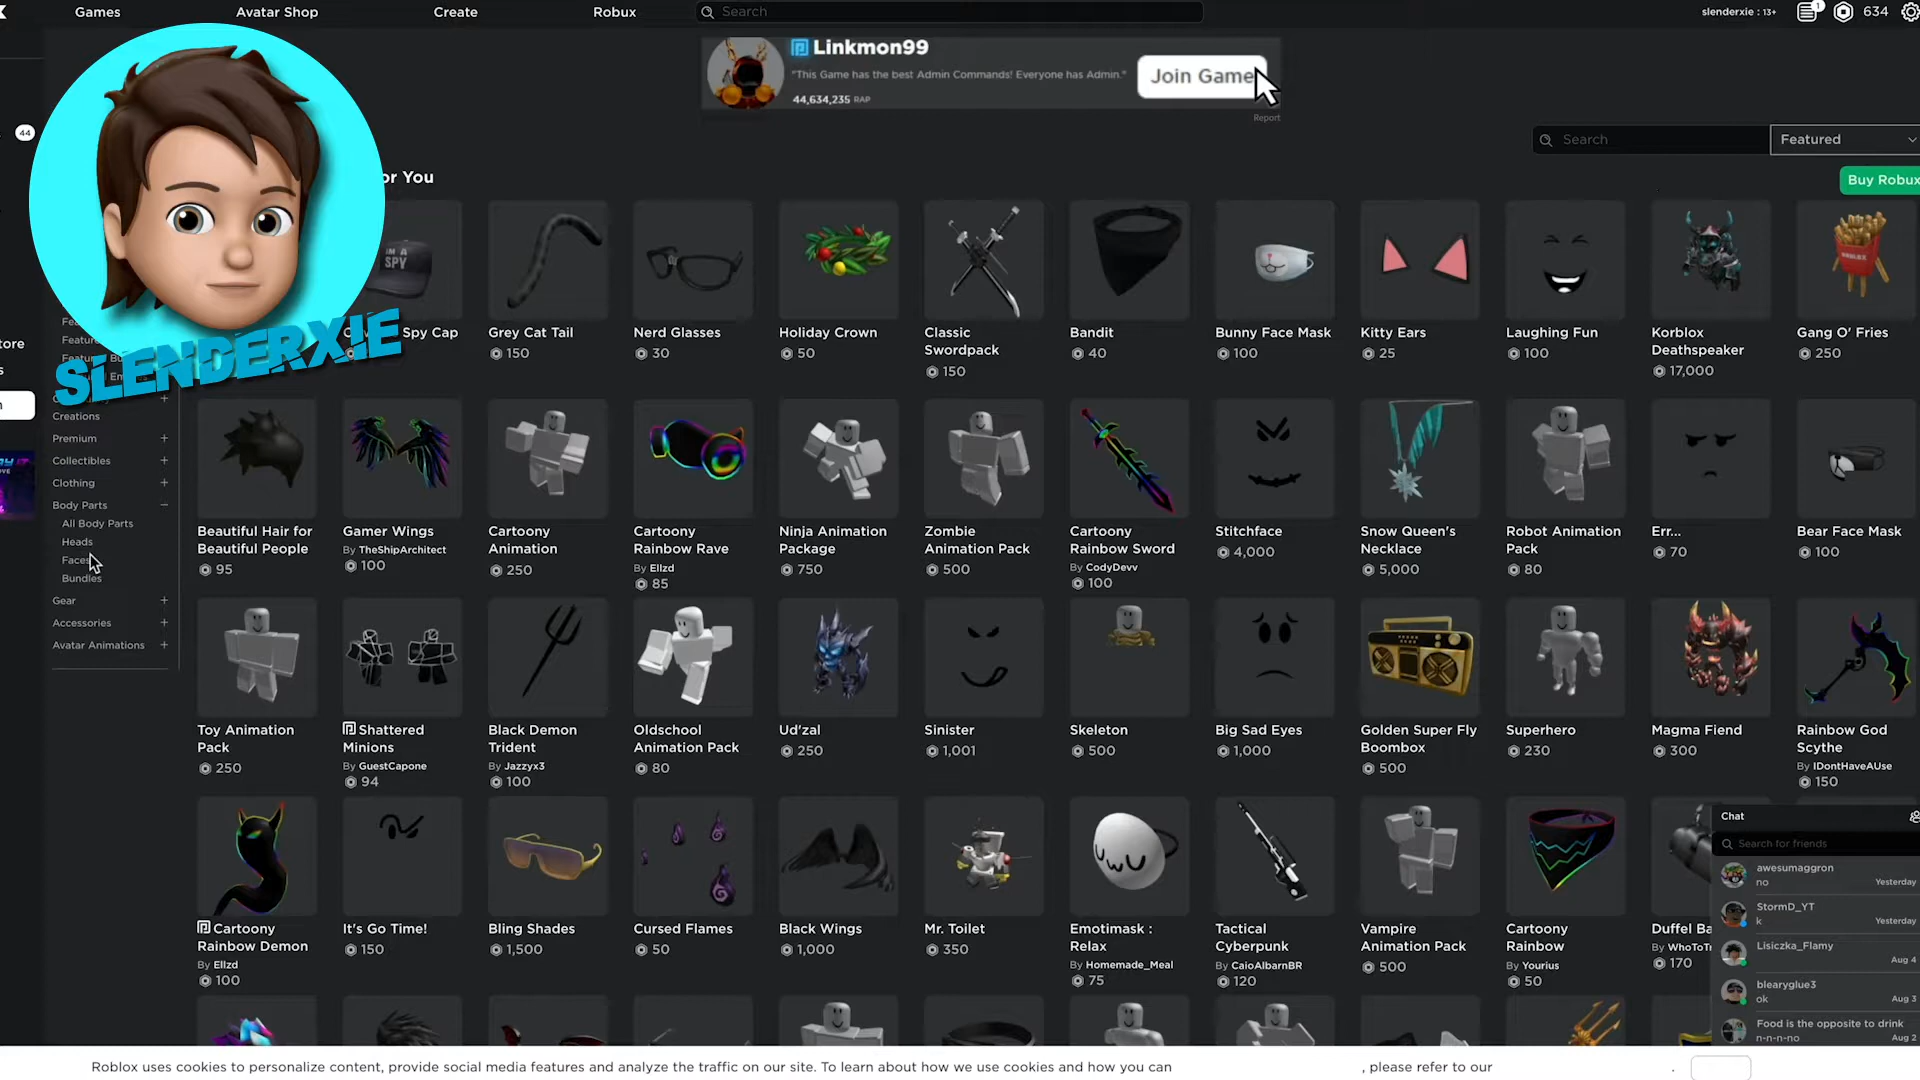 Games
Avatar Shop
Create
Robux
Search
slenderxie : 13+
1
634
Linkmon99
"This Game has the best Admin Commands! Everyone has Admin."
44,634,235 RAP
Join Game
Report
44
Search
Featured
or You
Buy Robux
SLENDERXIE
tore
Creations
Premium
Collectibles
Clothing
Body Parts
All Body Parts
Heads
Faces
Bundles
Gear
Accessories
Avatar Animations
I'M A
SPY
Spy Cap
Grey Cat Tail
150
Nerd Glasses
30
Holiday Crown
50
Classic
Swordpack
150
Bandit
40
Bunny Face Mask
100
Kitty Ears
25
Laughing Fun
100
Korblox
Deathspeaker
17,000
ROBLOX
Gang O' Fries
250
Beautiful Hair for
Beautiful People
95
Gamer Wings
By TheShipArchitect
100
Cartoony
Animation
250
Cartoony
Rainbow Rave
By Ellzd
85
Ninja Animation
Package
750
Zombie
Animation Pack
500
Cartoony
Rainbow Sword
By CodyDevv
100
Stitchface
4,000
Snow Queen's
Necklace
5,000
Robot Animation
Pack
80
Err...
70
Bear Face Mask
100
Toy Animation
Pack
250
Shattered
Minions
By GuestCapone
94
Black Demon
Trident
By Jazzyx3
100
Oldschool
Animation Pack
80
Ud'zal
250
Sinister
1,001
Skeleton
500
Big Sad Eyes
1,000
Golden Super Fly
Boombox
500
Superhero
230
Magma Fiend
300
Rainbow God
Scythe
By IDontHaveAUse
150
Cartoony
Rainbow Demon
By Ellzd
100
It's Go Time!
150
Bling Shades
1,500
Cursed Flames
50
Black Wings
1,000
Mr. Toilet
350
Emotimask :
Relax
By Homemade_Meal
75
Tactical
Cyberpunk
By CaioAlbarnBR
120
Vampire
Animation Pack
500
Cartoony
Rainbow
By Yourius
50
Duffel Ba
By WhoToTr
170
Chat
Search for friends
awesumaggron
no
Yesterday
StormD_YT
k
Yesterday
Lisiczka_Flamy
Aug 4
blearyglue3
ok
Aug 3
Food is the opposite to drink
n-n-n-no
Aug 2
Roblox uses cookies to personalize content, provide social media features and analyze the traffic on our site. To learn about how we use cookies and how you can , please refer to our .